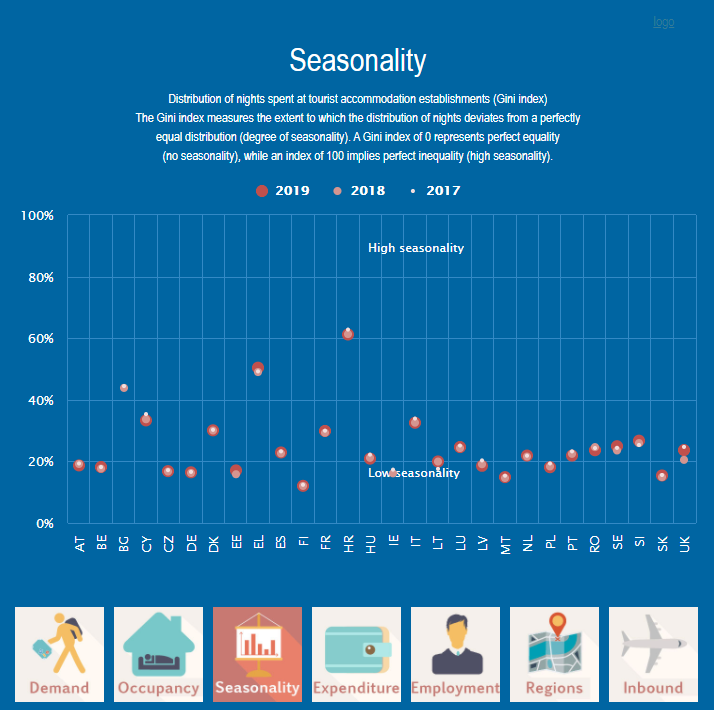 logo
Seasonality
Distribution of nights spent at tourist accommodation establishments (Gini index)
The Gini index measures the extent to which the distribution of nights deviates from a perfectly
equal distribution (degree of seasonality). A Gini index of 0 represents perfect equality
(no seasonality), while an index of 100 implies perfect inequality (high seasonality).
2019 2018 2017
100%
High seasonality
80%
60%
40%
20%
Low seasonality
0%
AT BE BG CY CZ DE DK EE EL ES FI FR HR HU IE IT LT LU LV MT NL PL PT RO SE SI SK UK
Demand Occupancy Seasonality Expenditure Employment Regions Inbound